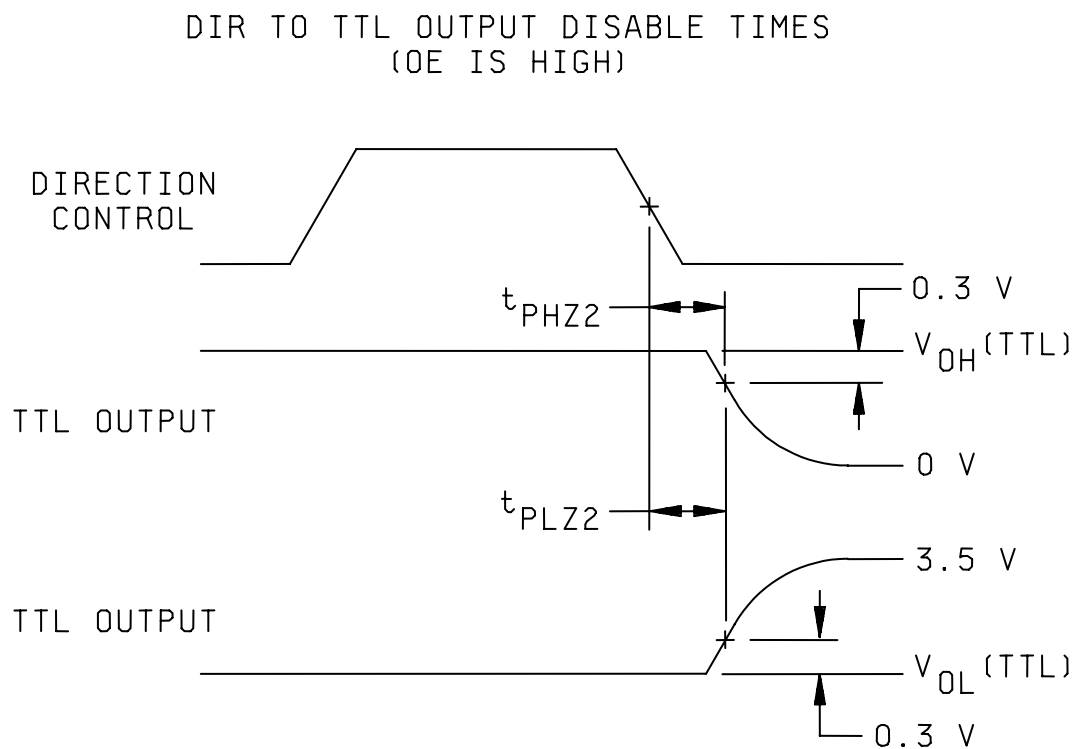 DIR TO TTL OUTPUT DISABLE TIMES
(OE IS HIGH)
DIRECTION
CONTROL
0.3 V
tPHZ2
VOH(TTL)
TTL OUTPUT
0 V
tPLZ2
3.5 V
TTL OUTPUT
VOL(TTL)
0.3 V